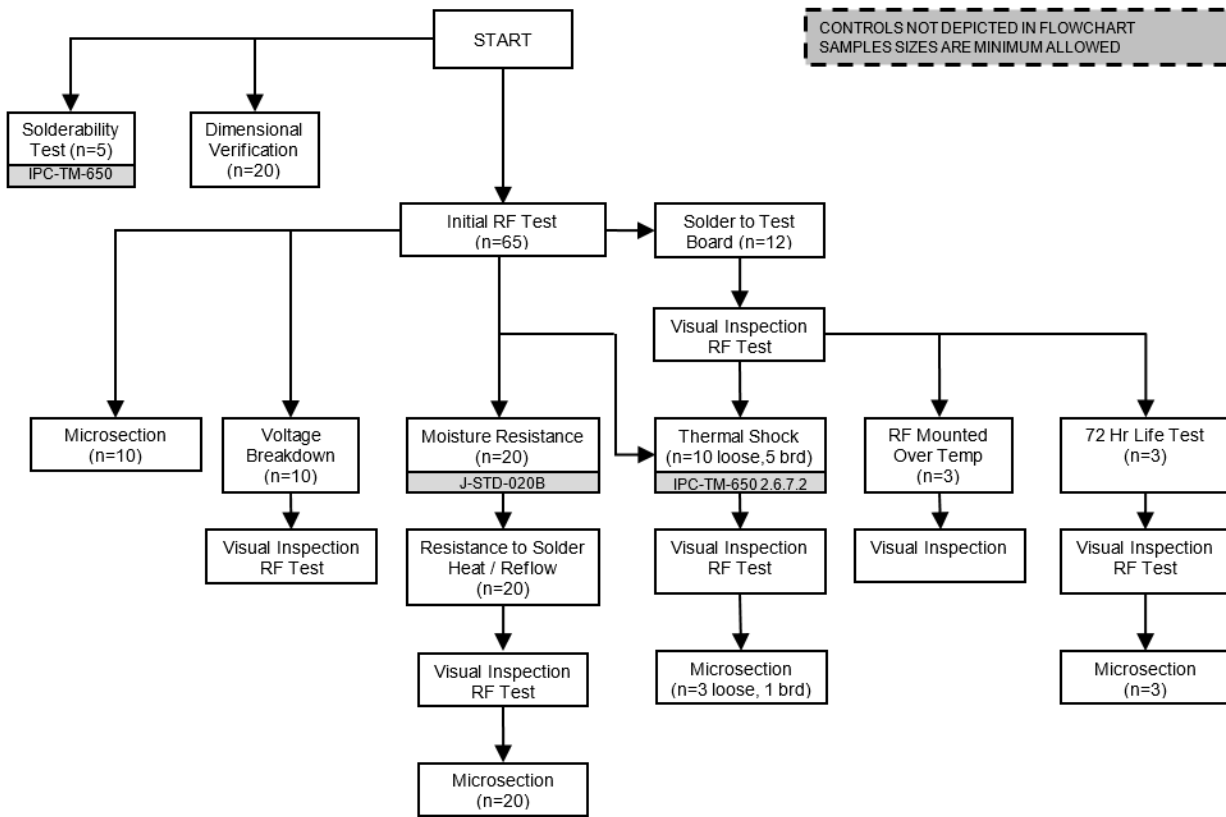 START
CONTROLS NOT DEPICTED IN FLOWCHART
SAMPLES SIZES ARE MINIMUM ALLOWED
Solderability
Test (n=5)
IPC-TM-650
Dimensional
Verification
(n=20)
Initial RF Test
(n=65)
Solder to Test
Board (n=12)
Visual Inspection
RF Test
Microsection
(n=10)
Voltage
Breakdown
(n=10)
Moisture Resistance
(n=20)
J-STD-020B
Thermal Shock
(n=10 loose,5 brd)
IPC-TM-650 2.6.7.2
RF Mounted
Over Temp
(n=3)
72 Hr Life Test
(n=3)
Visual Inspection
RF Test
Resistance to Solder
Heat / Reflow
(n=20)
Visual Inspection
RF Test
Visual Inspection
Visual Inspection
RF Test
Visual Inspection
RF Test
Microsection
(n=3 loose, 1 brd)
Microsection
(n=3)
Microsection
(n=20)